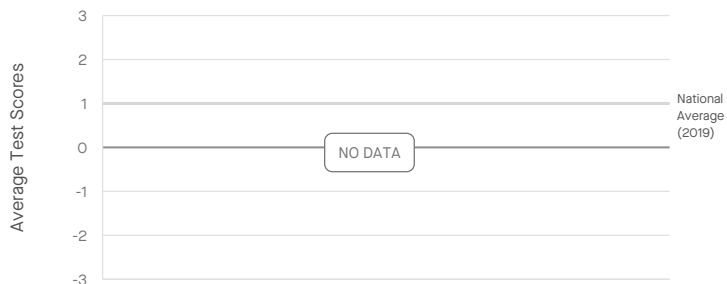 Average Test Scores
3
2
1
0
-1
-2
-3
NO DATA
National
Average
(2019)